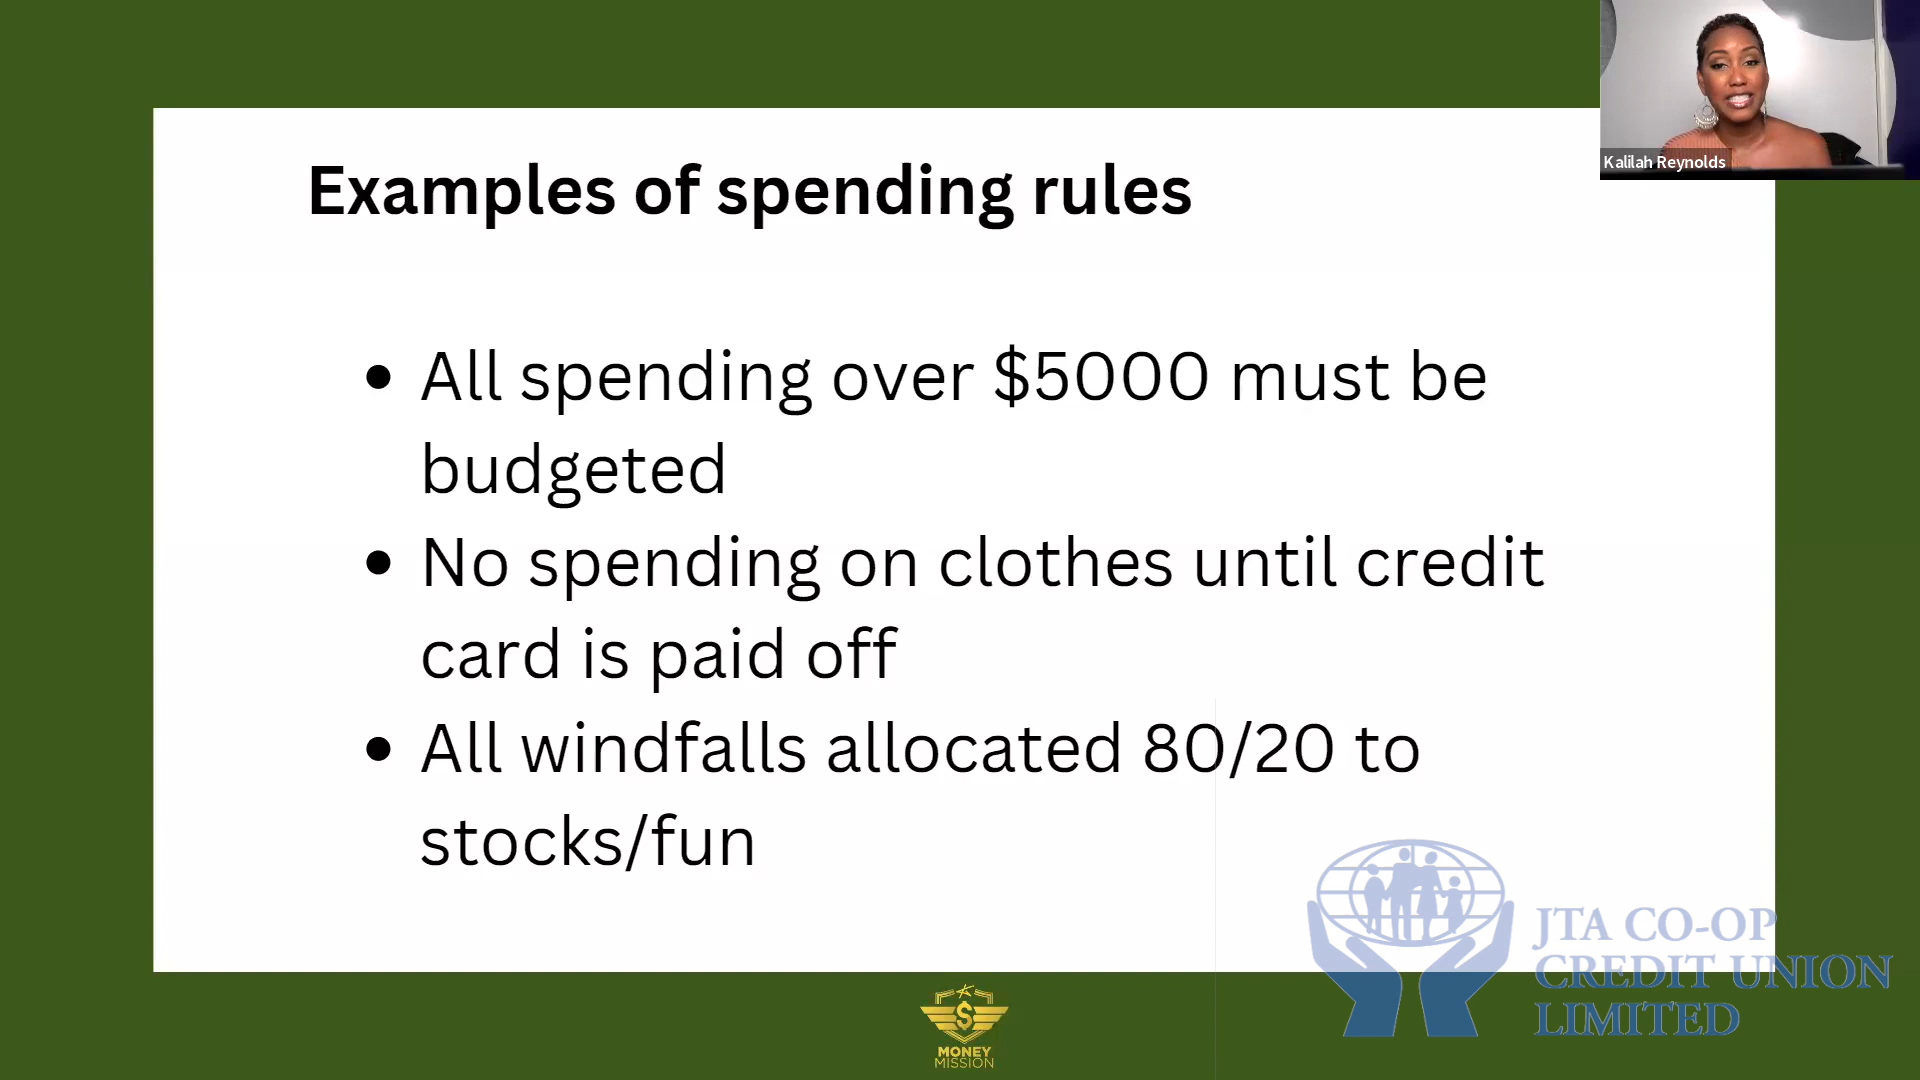 Kalilah Reynolds
Examples of spending rules
• All spending over $5000 must be
budgeted
• No spending on clothes until credit
card is paid off
• All windfalls allocated 80/20 to
stocks/fun
JTA CO-OP
CREDIT UNION
LIMITED
$
MONEY
MISSION